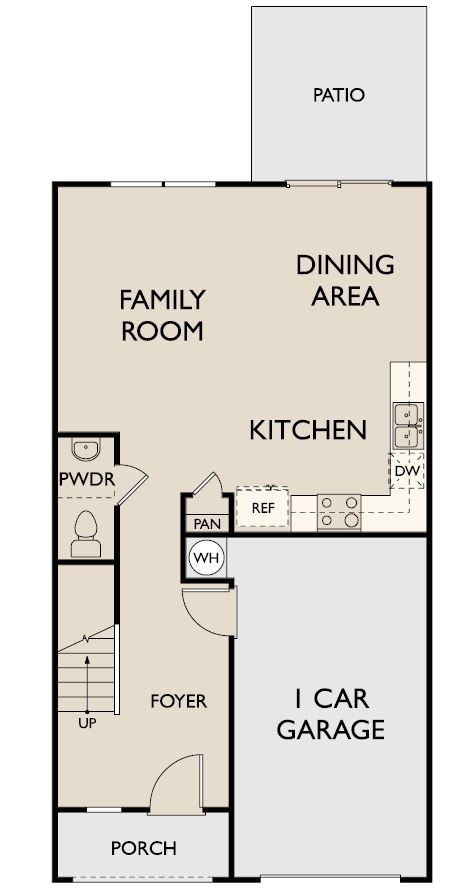 PATIO
DINING
AREA
FAMILY
ROOM
KITCHEN
PWDR
DW
REF
PAN
WH
1 CAR
GARAGE
FOYER
UP
PORCH